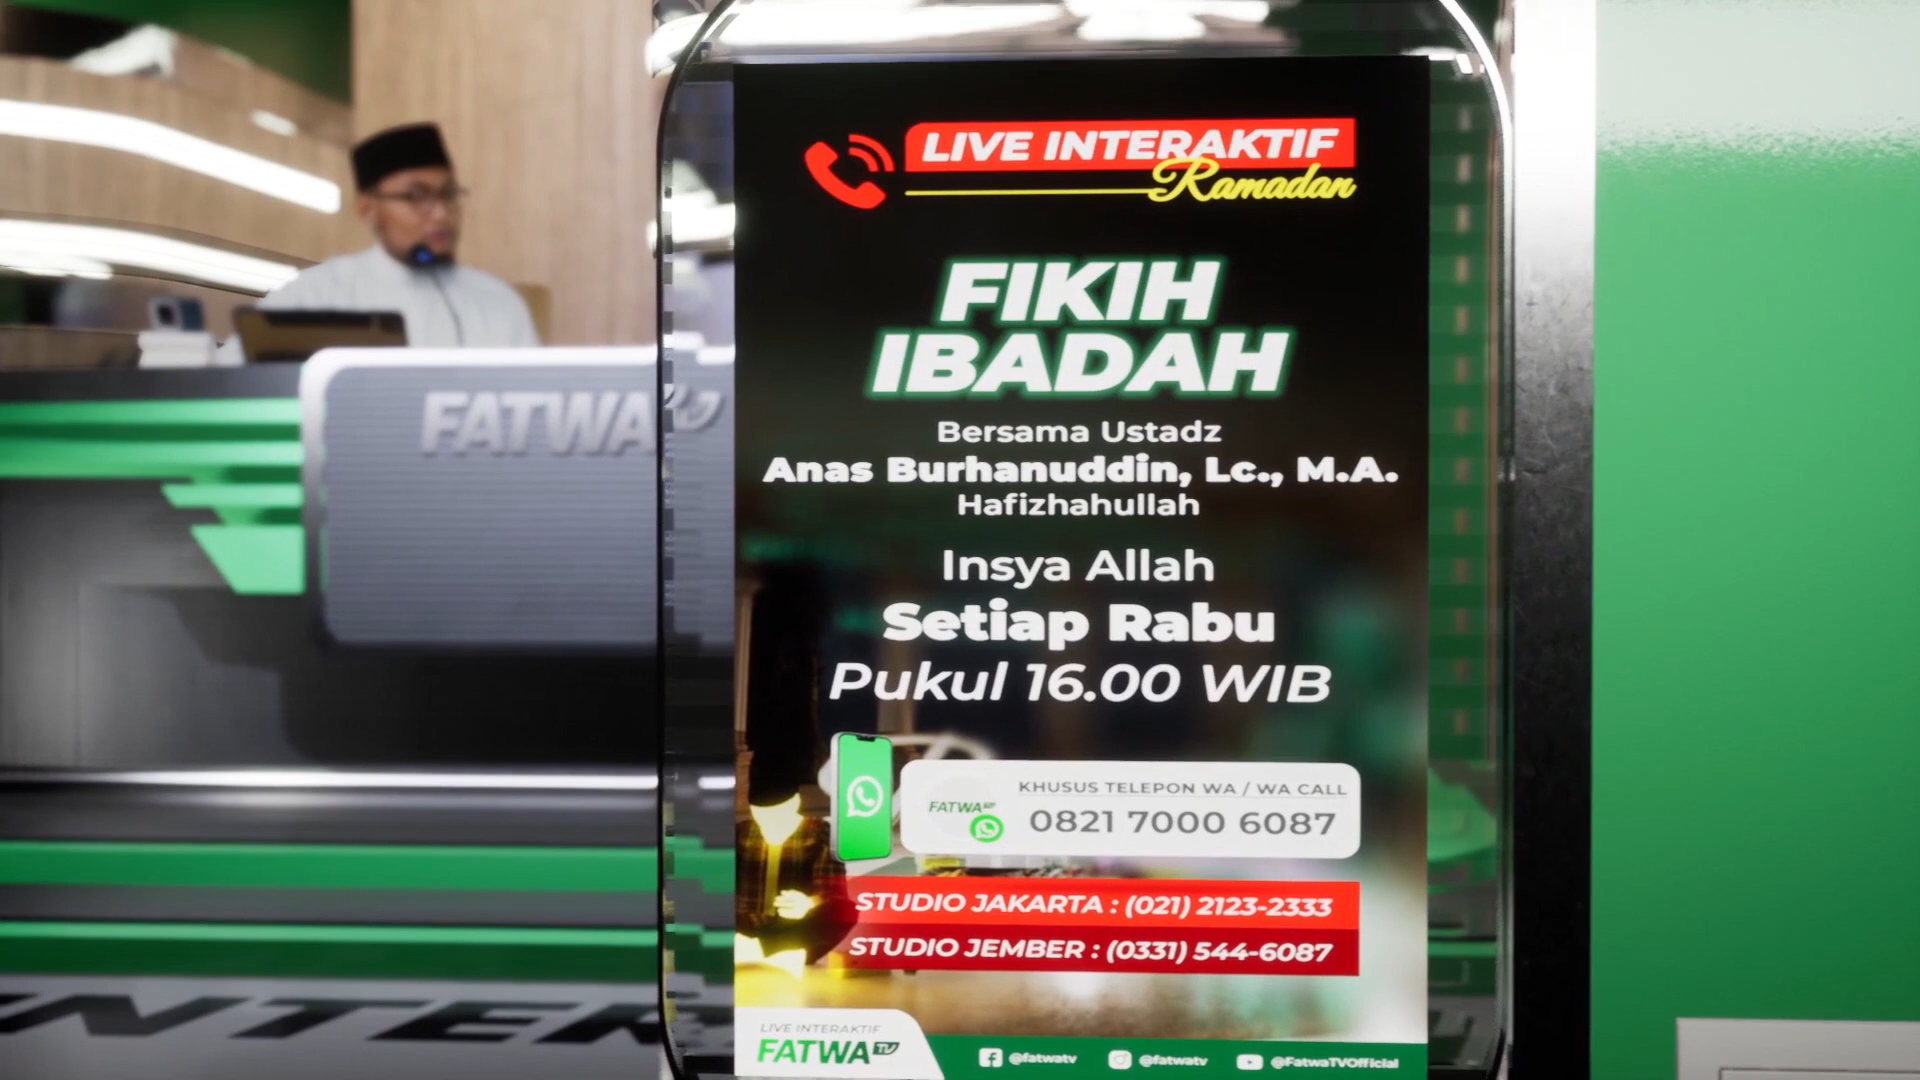 LIVE INTERAKTIF
Ramadan
FIKIH
IBADAH
Bersama Ustadz
Anas Burhanuddin, Lc., M.A.
Hafizhahullah
Insya Allah
Setiap Rabu
Pukul 16.00 WIB
KHUSUS TELEPON WA / WA CALL
FATWA TV
0821 7000 6087
STUDIO JAKARTA : (021) 2123-2333
STUDIO JEMBER : (0331) 544-6087
LIVE INTERAKTIF
FATWA TV
@fatwatv @fatwatv @FatwaTVOfficial
FATWA TV